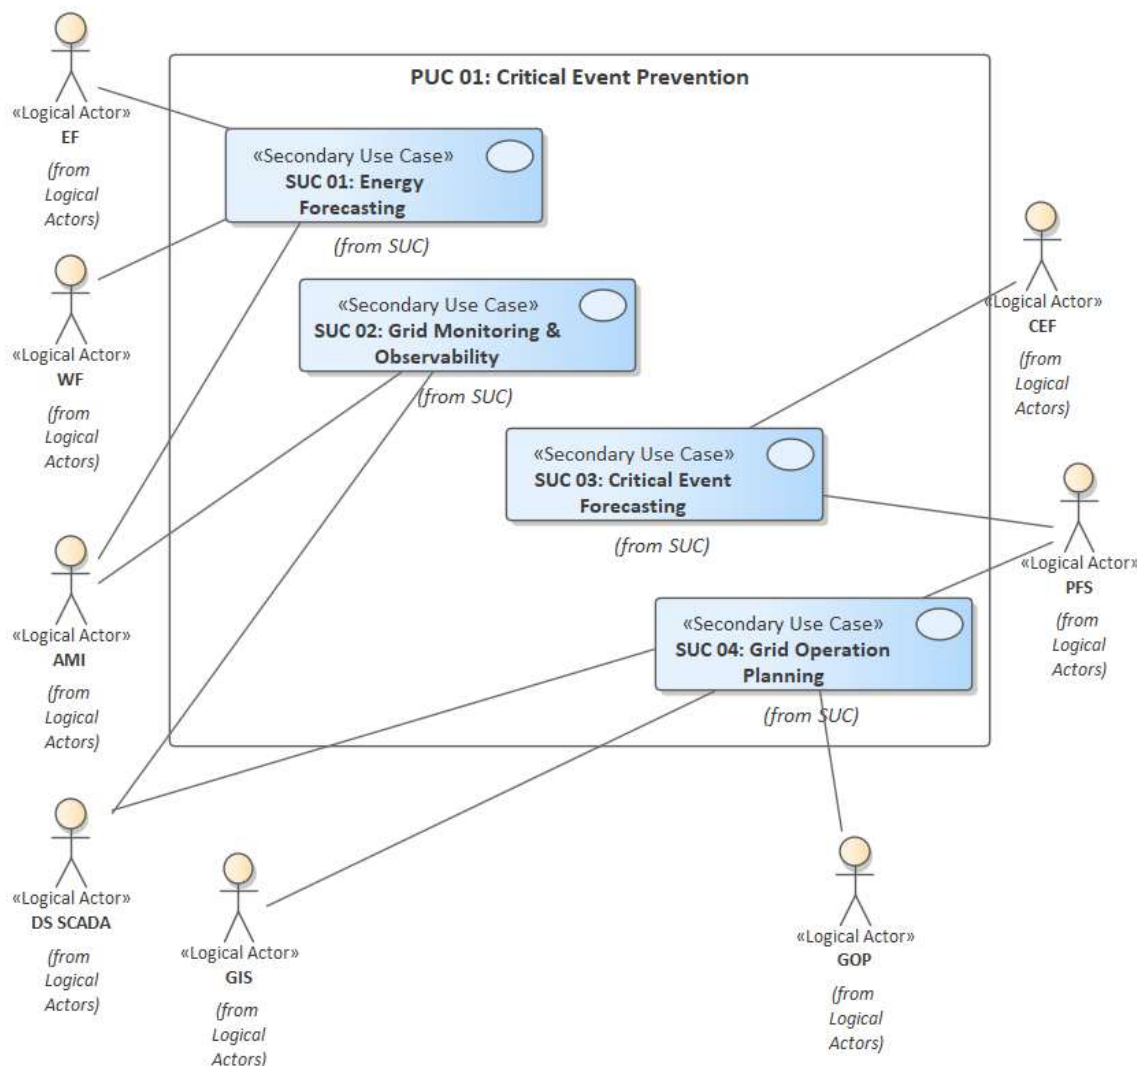 PUC 01: Critical Event Prevention
«Logical Actor»
EF
(from
Logical
Actors)
«Secondary Use Case»
SUC 01: Energy
Forecasting
(from SUC)
«Logical Actor»
WF
(from
Logical
Actors)
«Secondary Use Case»
SUC 02: Grid Monitoring &
Observability
(from SUC)
«Logical Actor»
CEF
(from
Logical
Actors)
«Secondary Use Case»
SUC 03: Critical Event
Forecasting
(from SUC)
«Logical Actor»
PFS
(from
Logical
Actors)
«Logical Actor»
AMI
(from
Logical
Actors)
«Secondary Use Case»
SUC 04: Grid Operation
Planning
(from SUC)
«Logical Actor»
DS SCADA
(from
Logical
Actors)
«Logical Actor»
GIS
(from
Logical
Actors)
«Logical Actor»
GOP
(from
Logical
Actors)